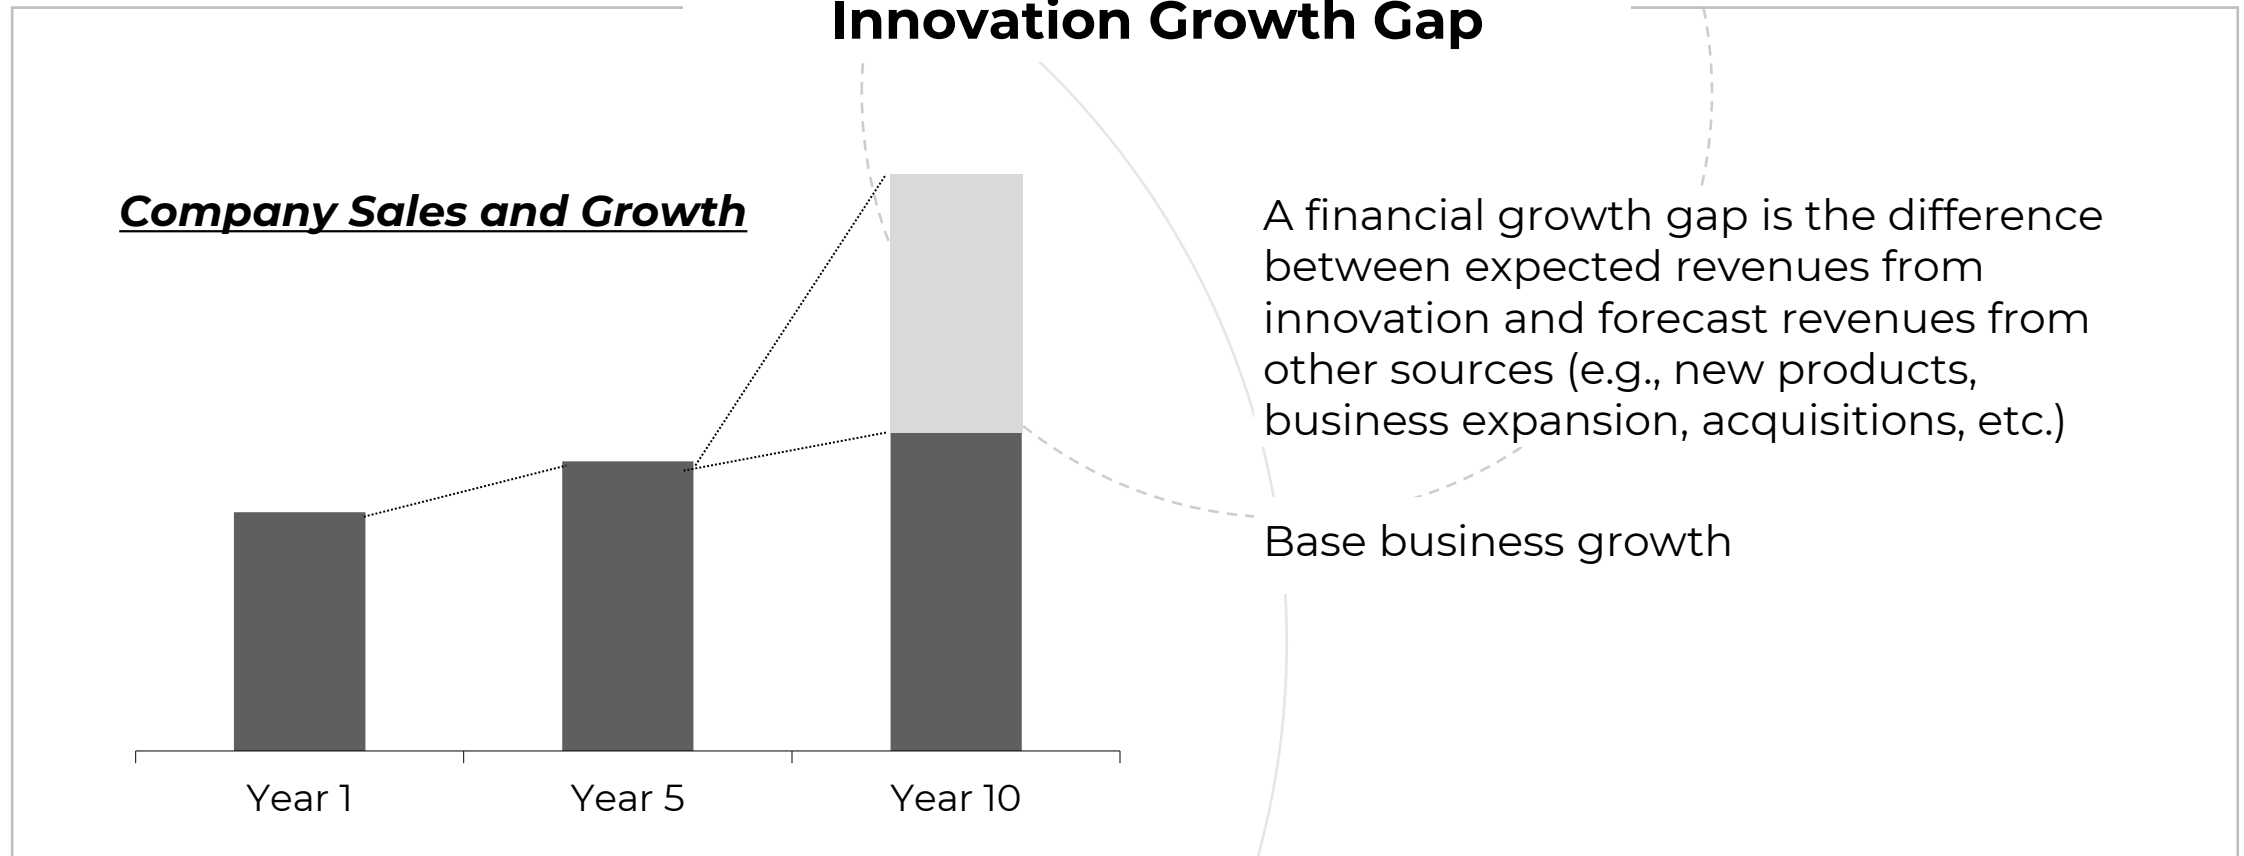 Innovation Growth Gap
Company Sales and Growth
A financial growth gap is the difference
between expected revenues from
innovation and forecast revenues from
other sources (e.g., new products,
business expansion, acquisitions, etc.)
Base business growth
Year 1
Year 5
Year 10